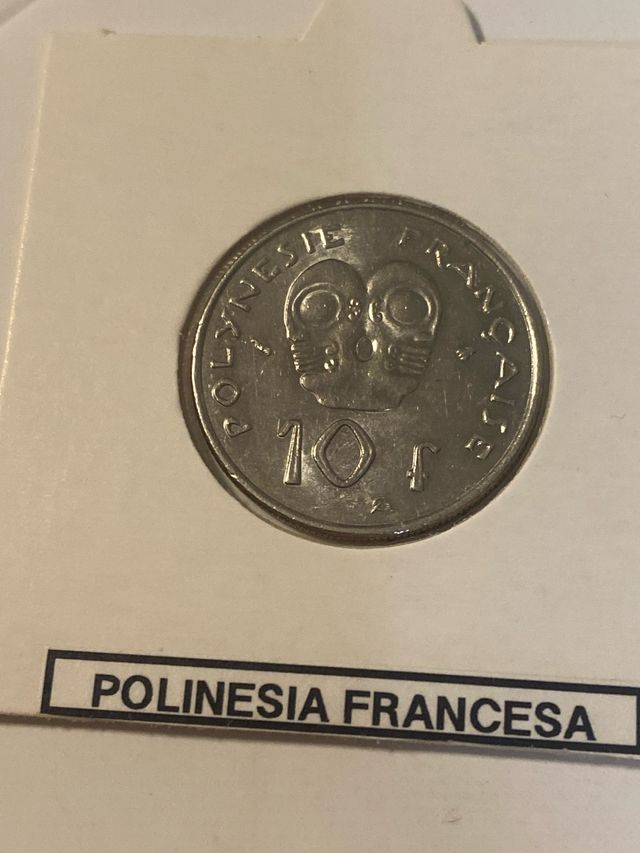 POLYNESIE FRANÇAISE
10 f
POLINESIA FRANCESA